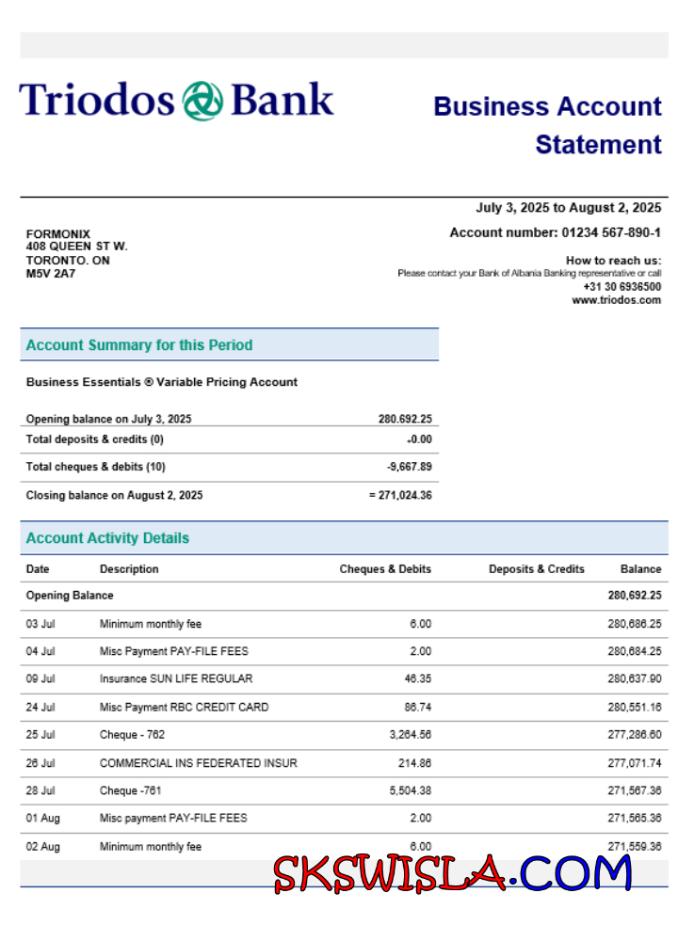 Triodos Bank
Business Account
Statement
July 3, 2025 to August 2, 2025
FORMONIX
408 QUEEN ST W.
TORONTO. ON
M5V 2A7
Account number: 01234 567-890-1
How to reach us:
Please contact your Bank of Albania Banking representative or call
+31 30 6936500
www.triodos.com
Account Summary for this Period
Business Essentials ® Variable Pricing Account
Opening balance on July 3, 2025 280.692.25
Total deposits & credits (0) -0.00
Total cheques & debits (10) -9,667.89
Closing balance on August 2, 2025 = 271,024.36
Account Activity Details
Date Description Cheques & Debits Deposits & Credits Balance
Opening Balance 280,692.25
03 Jul Minimum monthly fee 6.00 280,686.25
04 Jul Misc Payment PAY-FILE FEES 2.00 280,684.25
09 Jul Insurance SUN LIFE REGULAR 46.35 280,637.90
24 Jul Misc Payment RBC CREDIT CARD 86.74 280,551.16
25 Jul Cheque - 762 3,264.56 277,286.60
26 Jul COMMERCIAL INS FEDERATED INSUR 214.86 277,071.74
28 Jul Cheque -761 5,504.38 271,567.36
01 Aug Misc payment PAY-FILE FEES 2.00 271,565.36
02 Aug Minimum monthly fee 6.00 271,559.36
SKSWISLA.COM